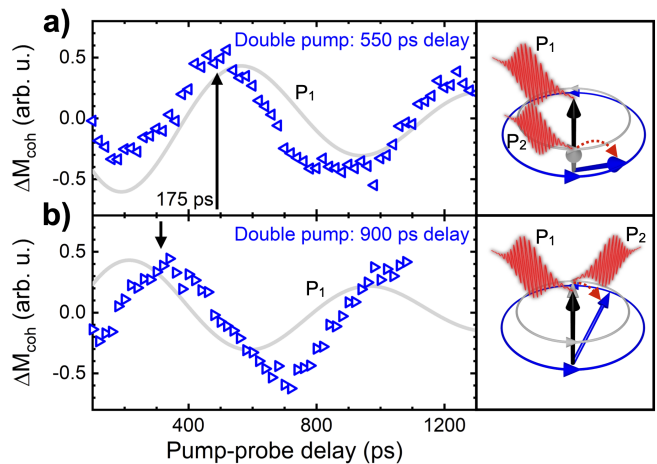 a)
Double pump: 550 ps delay
0.5
0.0
-0.5
ΔM_coh (arb. u.)
P₁
175 ps
P₁
P₂
b)
Double pump: 900 ps delay
0.5
0.0
-0.5
ΔM_coh (arb. u.)
P₁
P₁
P₂
400
800
1200
Pump-probe delay (ps)